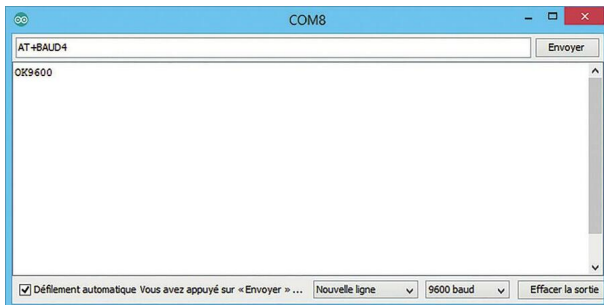 COM8
AT+BAUD4
Envoyer
OK9600
Défilement automatique Vous avez appuyé sur « Envoyer » ...
Nouvelle ligne
9600 baud
Effacer la sortie